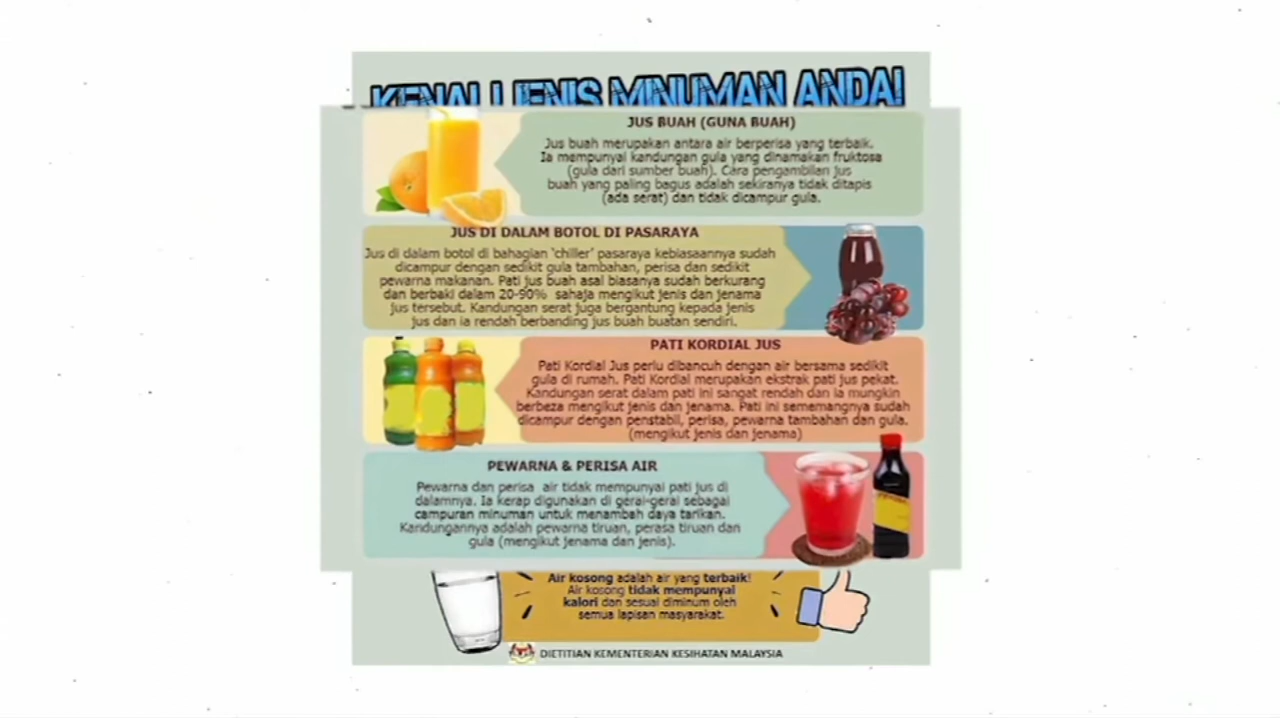 KENALI JENIS MINUMAN ANDA!
JUS BUAH (GUNA BUAH)
Jus buah merupakan antara air berperisa yang terbaik.
Ia mempunyai kandungan gula yang dinamakan fruktosa
(gula dari sumber buah). Cara pengambilan jus
buah yang paling bagus adalah sekiranya tidak ditapis
(ada serat) dan tidak dicampur gula.
JUS DI DALAM BOTOL DI PASARAYA
Jus di dalam botol di bahagian 'chiller' pasaraya kebiasaannya sudah
dicampur dengan sedikit gula tambahan, perisa dan sedikit
pewarna makanan. Pati jus buah asal biasanya sudah berkurang
dan berbaki dalam 20-90% sahaja mengikut jenis dan jenama
jus tersebut. Kandungan serat juga bergantung kepada jenis
jus dan ia rendah berbanding jus buah buatan sendiri.
PATI KORDIAL JUS
Pati Kordial Jus perlu dibancuh dengan air bersama sedikit
gula di rumah. Pati Kordial merupakan ekstrak pati jus pekat.
Kandungan serat dalam pati ini sangat rendah dan ia mungkin
berbeza mengikut jenis dan jenama. Pati ini sememangnya sudah
dicampur dengan penstabil, perisa, pewarna tambahan dan gula.
(mengikut jenis dan jenama)
PEWARNA & PERISA AIR
Pewarna dan perisa air tidak mempunyai pati jus di
dalamnya. Ia kerap digunakan di gerai-gerai sebagai
campuran minuman untuk menambah daya tarikan.
Kandungannya adalah pewarna tiruan, perasa tiruan dan
gula (mengikut jenama dan jenis).
Air kosong adalah air yang terbaik!
Air kosong tidak mempunyai
kalori dan sesuai diminum oleh
semua lapisan masyarakat.
DIETITIAN KEMENTERIAN KESIHATAN MALAYSIA